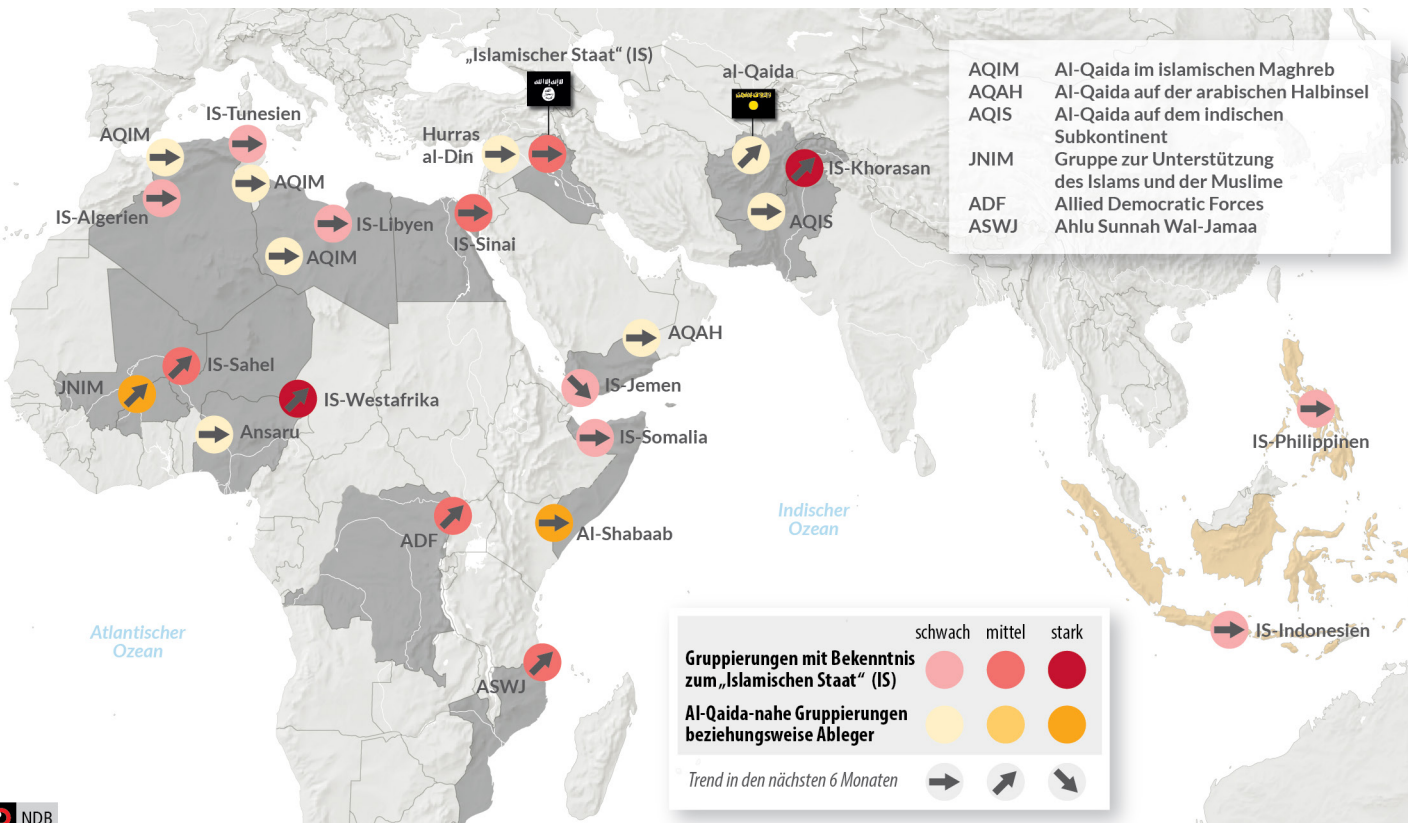 „Islamischer Staat“ (IS)
al-Qaida
AQIM
IS-Tunesien
Hurras
al-Din
AQIM
IS-Algerien
IS-Libyen
AQIM
IS-Sinai
IS-Khorasan
AQIS
AQAH
IS-Jemen
IS-Somalia
IS-Sahel
JNIM
IS-Westafrika
Ansaru
ADF
Al-Shabaab
ASWJ
IS-Philippinen
IS-Indonesien
Indischer
Ozean
Atlantischer
Ozean
AQIM Al-Qaida im islamischen Maghreb
AQAH Al-Qaida auf der arabischen Halbinsel
AQIS Al-Qaida auf dem indischen
Subkontinent
JNIM Gruppe zur Unterstützung
des Islams und der Muslime
ADF Allied Democratic Forces
ASWJ Ahlu Sunnah Wal-Jamaa
schwach mittel stark
Gruppierungen mit Bekenntnis
zum „Islamischen Staat“ (IS)
Al-Qaida-nahe Gruppierungen
beziehungsweise Ableger
Trend in den nächsten 6 Monaten
NDB